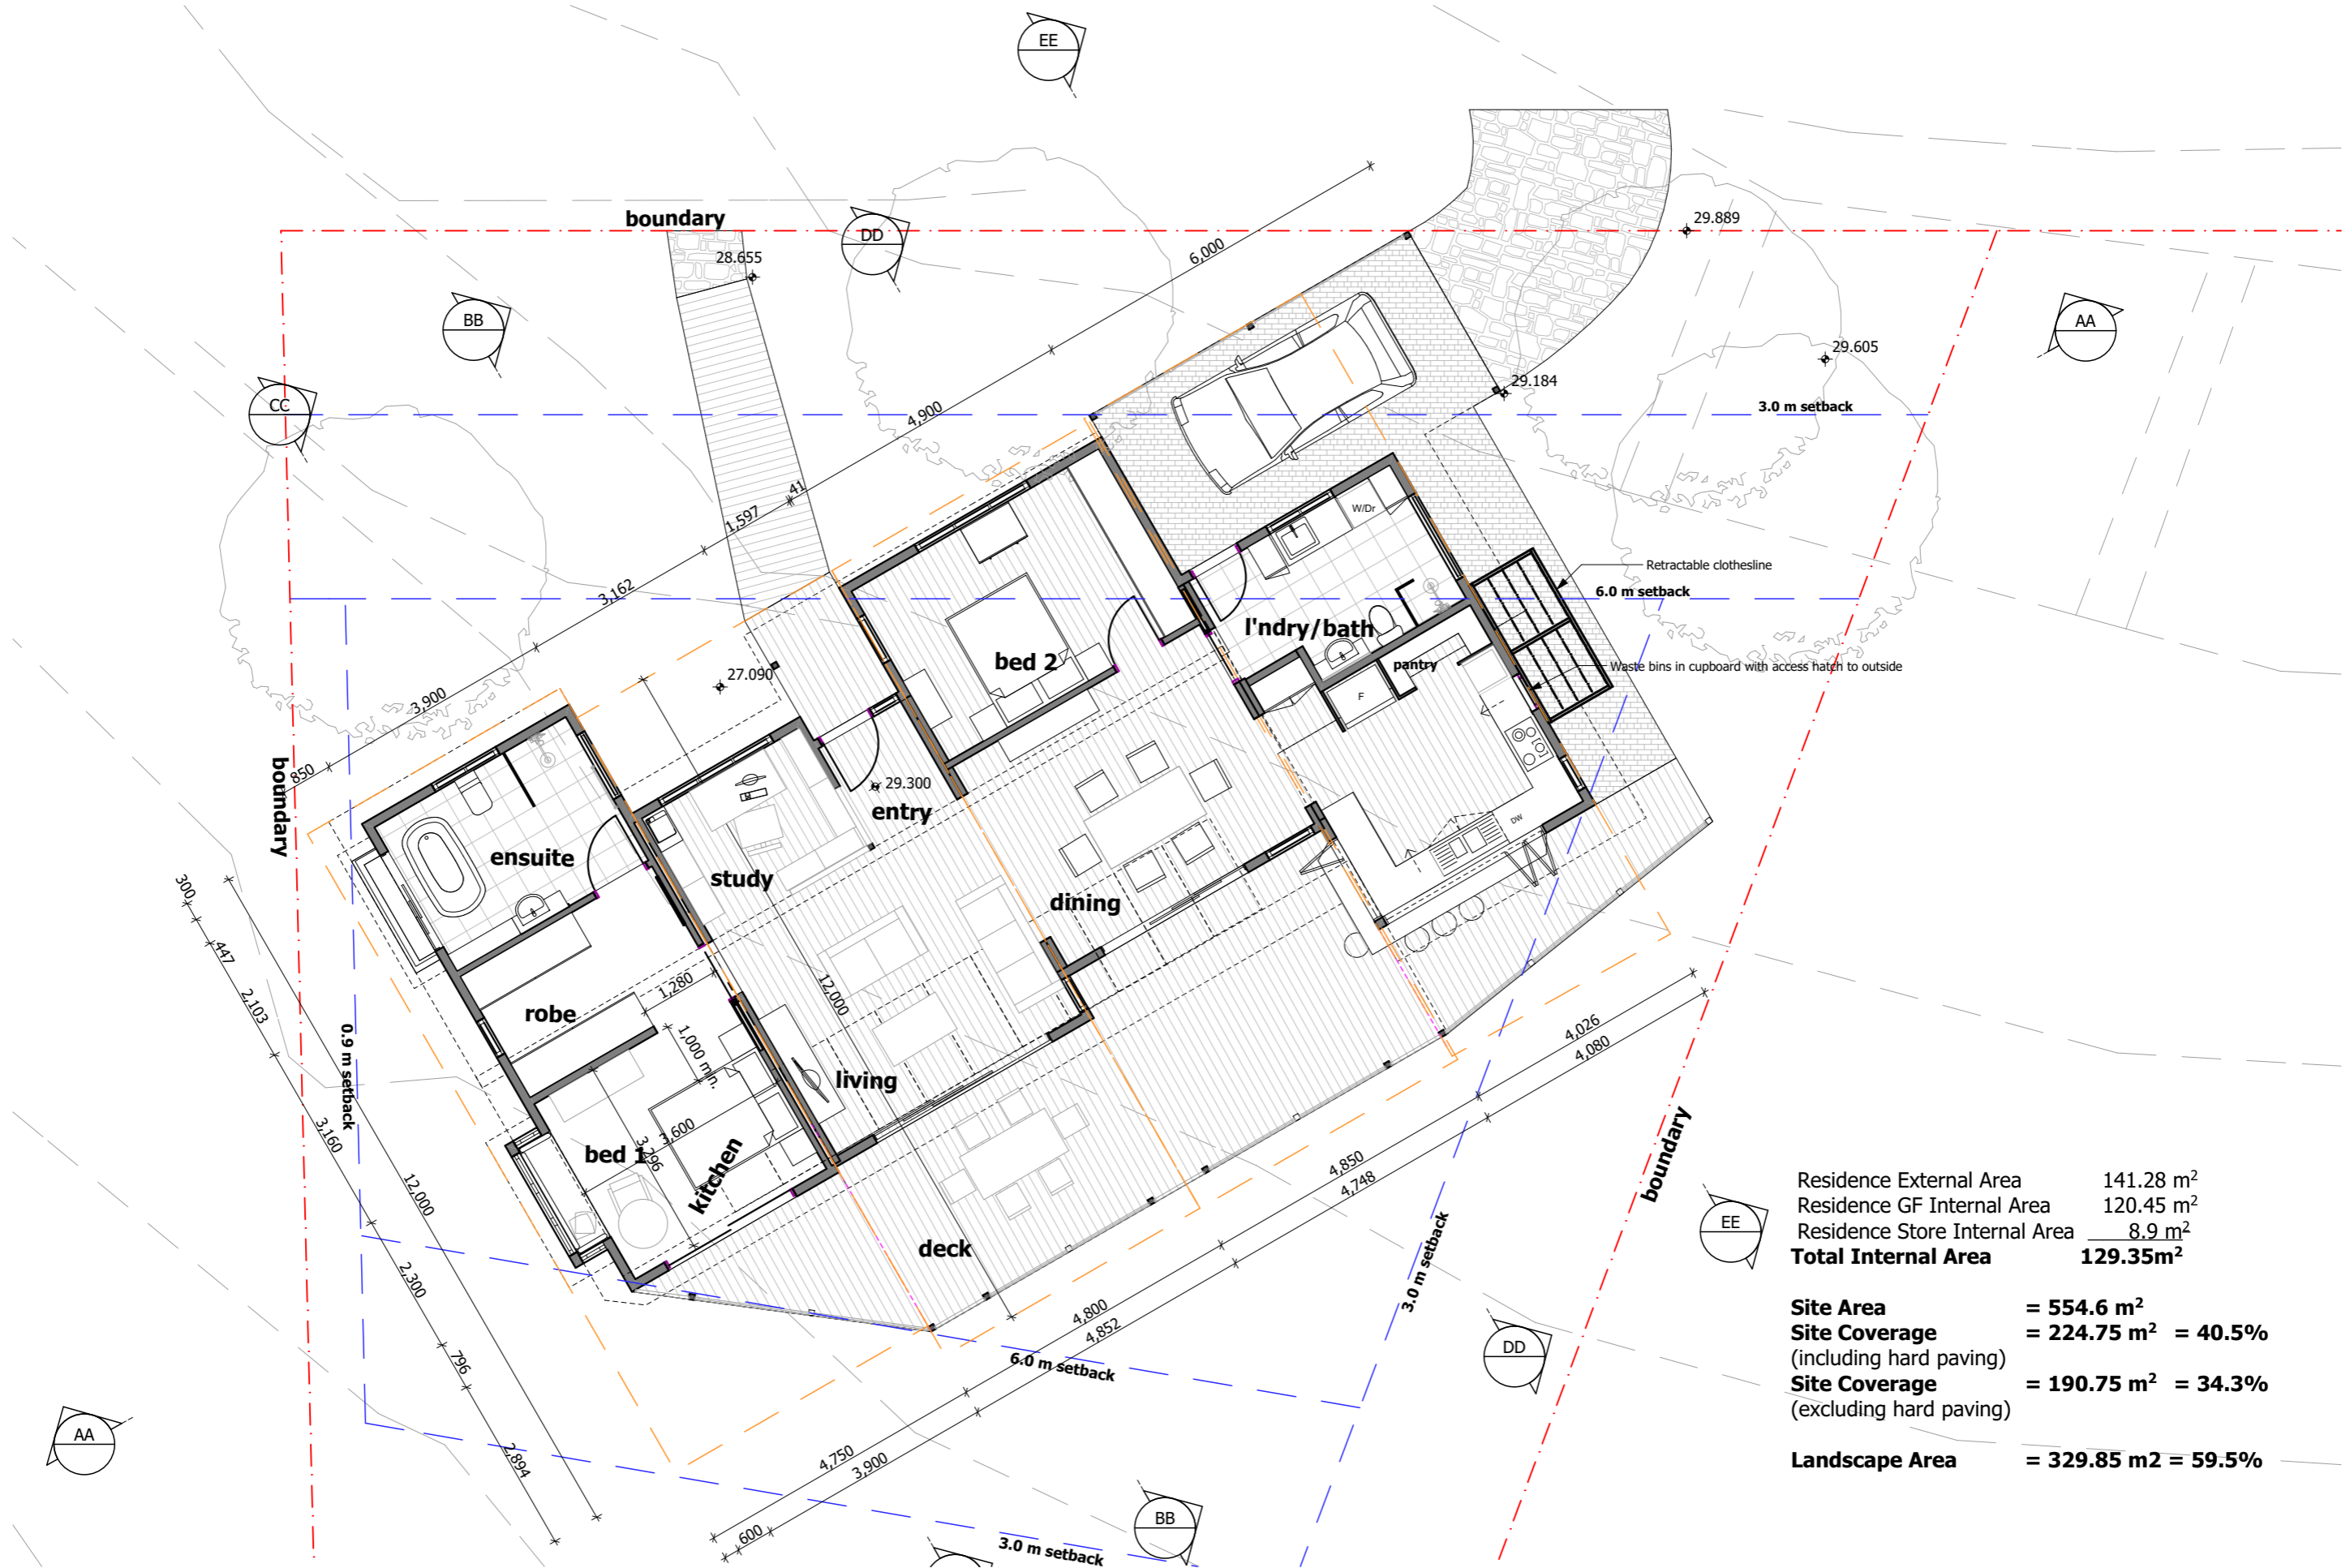 EE
boundary
DD
28.655
6,000
29.889
BB
AA
29.605
CC
29.184
4,900
3.0 m setback
41
W/Dr
1,597
Retractable clothesline
3,162
6.0 m setback
l'ndry/bath
bed 2
pantry
Waste bins in cupboard with access hatch to outside
27.090
F
3,900
850
boundary
29.300
entry
DW
ensuite
study
300
dining
447
12,000
2,103
1,280
robe
4,026
0.9 m setback
1,000 min.
4,080
living
3,160
3,600
bed 1
3,296
kitchen
boundary
4,850
4,748
12,000
deck
2,300
3.0 m setback
4,800
4,852
6.0 m setback
796
EE
DD
AA
2,894
4,750
3,900
600
BB
3.0 m setback
Residence External Area 141.28 m²
Residence GF Internal Area 120.45 m²
Residence Store Internal Area 8.9 m²
Total Internal Area 129.35m²
Site Area = 554.6 m²
Site Coverage = 224.75 m² = 40.5%
(including hard paving)
Site Coverage = 190.75 m² = 34.3%
(excluding hard paving)
Landscape Area = 329.85 m2 = 59.5%